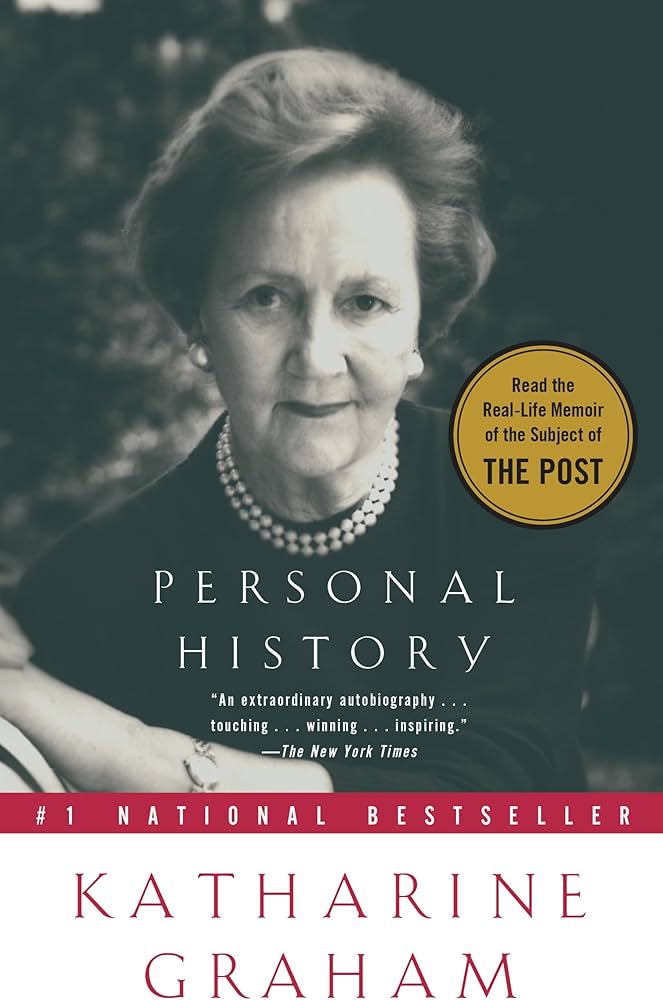 Read the
Real-Life Memoir
of the Subject of
THE POST
PERSONAL
HISTORY
“An extraordinary autobiography . . .
touching . . . winning . . . inspiring.”
—The New York Times
#1 NATIONAL BESTSELLER
KATHARINE
GRAHAM